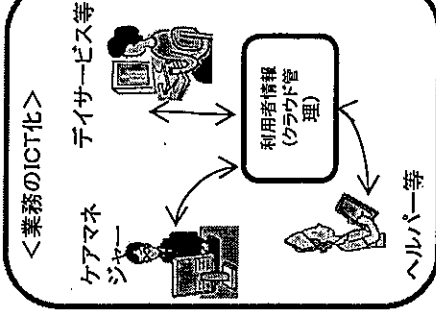 <業務のICT化>
ケアマネ
ジャー
デイサービス等
利用者情報
(クラウド管
理)
ヘルパー等